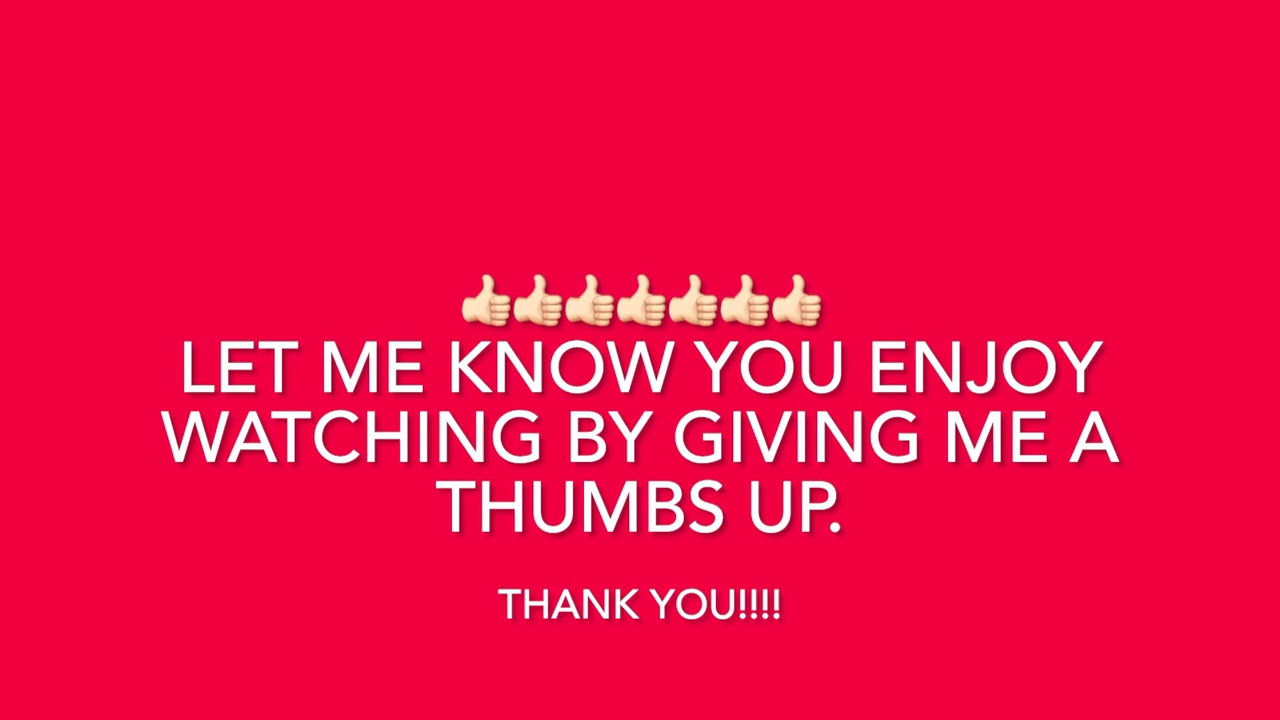 👍🏻👍🏻👍🏻👍🏻👍🏻👍🏻👍🏻
LET ME KNOW YOU ENJOY
WATCHING BY GIVING ME A
THUMBS UP.
THANK YOU!!!!